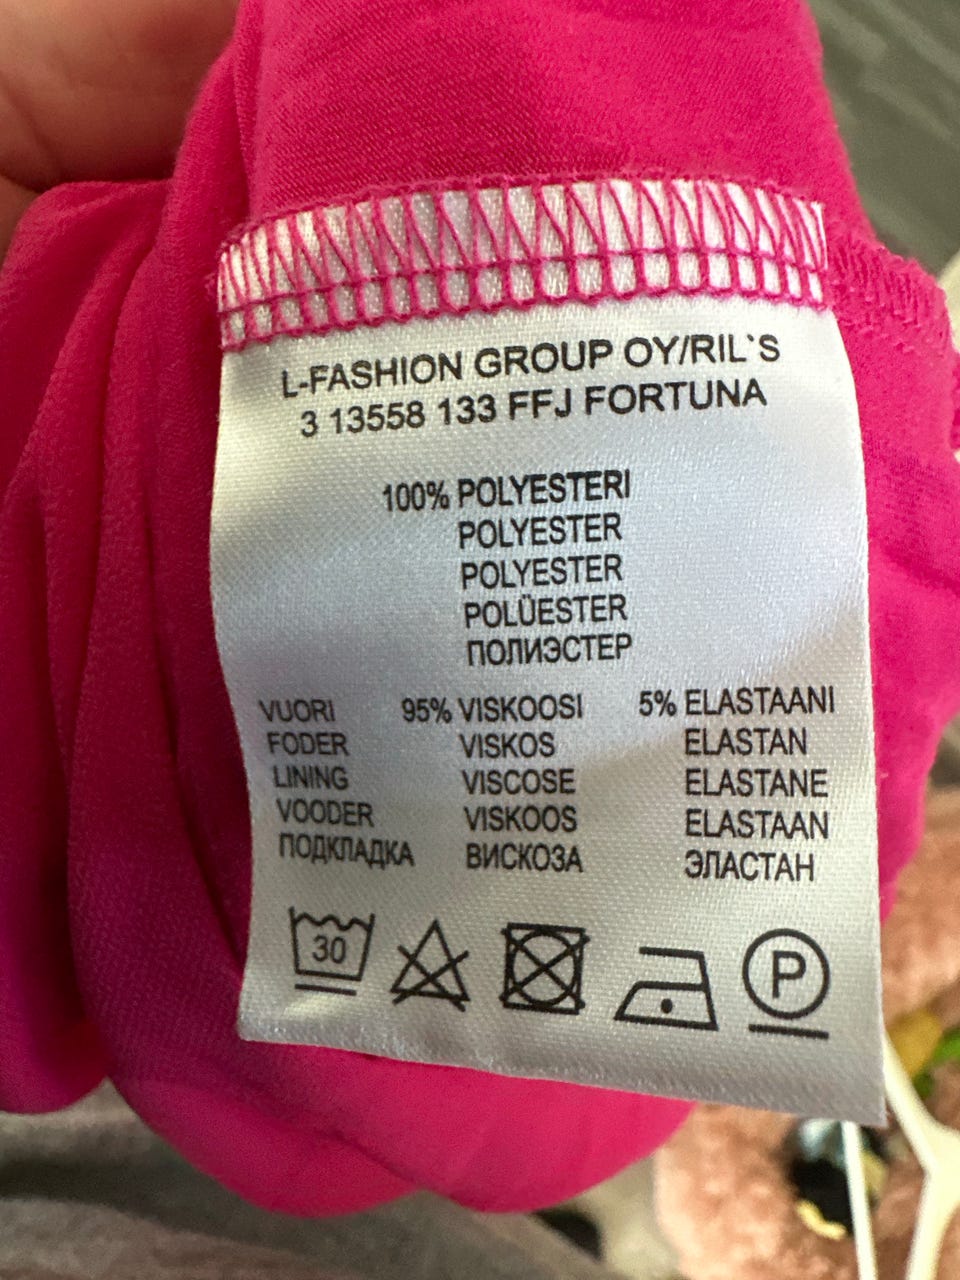 L-FASHION GROUP OY/RIL`S
3 13558 133 FFJ FORTUNA
100% POLYESTERI
POLYESTER
POLYESTER
POLÜESTER
ПОЛИЭСТЕР
VUORI 95% VISKOOSI 5% ELASTAANI
FODER VISKOS ELASTAN
LINING VISCOSE ELASTANE
VOODER VISKOOS ELASTAAN
ПОДКЛАДКА ВИСКОЗА ЭЛАСТАН
30 P